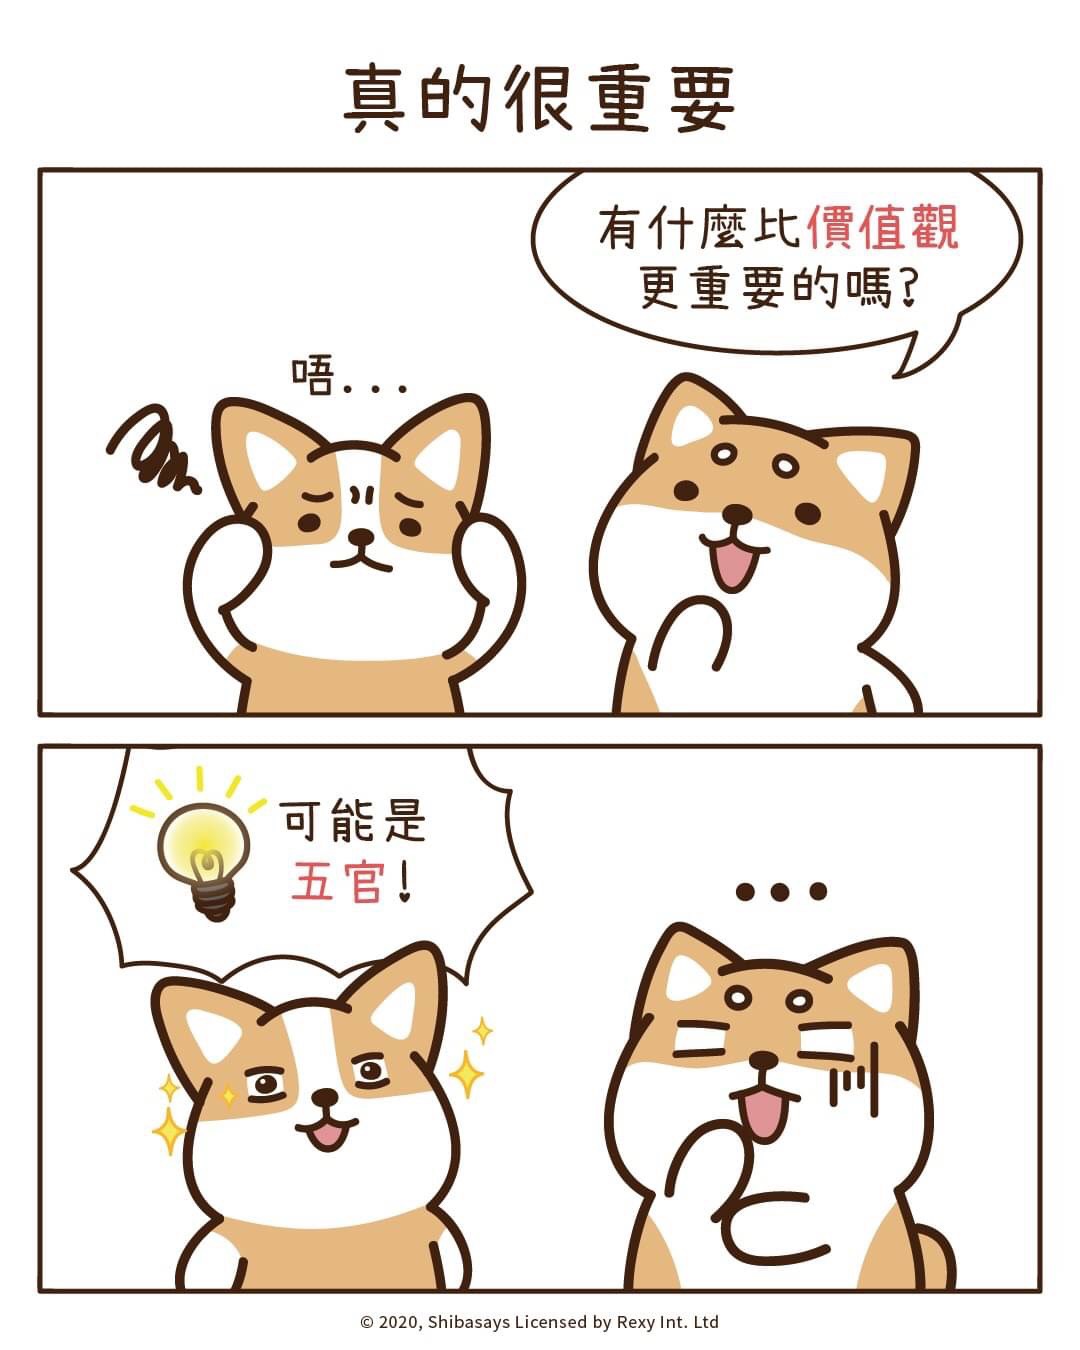 真的很重要
有什麼比價值觀
更重要的嗎?
唔...
可能是
五官!
...
© 2020, Shibasays Licensed by Rexy Int. Ltd